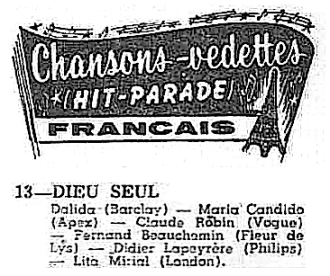 Chansons-vedettes
(HIT-PARADE)
FRANCAIS
13—DIEU SEUL
Dalida (Barclay) — Maria Candido
(Apex) — Claude Robin (Vogue)
— Fernand Beauchemin (Fleur de
Lys) — Didier Lapeyrère (Philips)
— Lita Mirial (London).